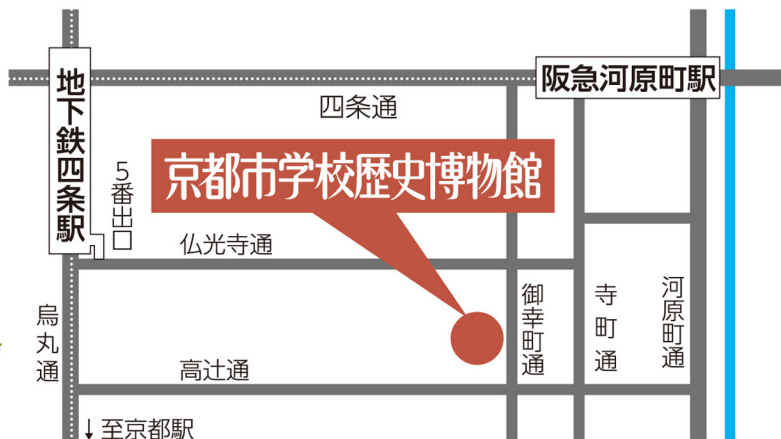 阪急河原町駅
地下鉄四条駅
四条通
5番出口
京都市学校歴史博物館
仏光寺通
御幸町通
寺町通
河原町通
烏丸通
高辻通
↓至京都駅